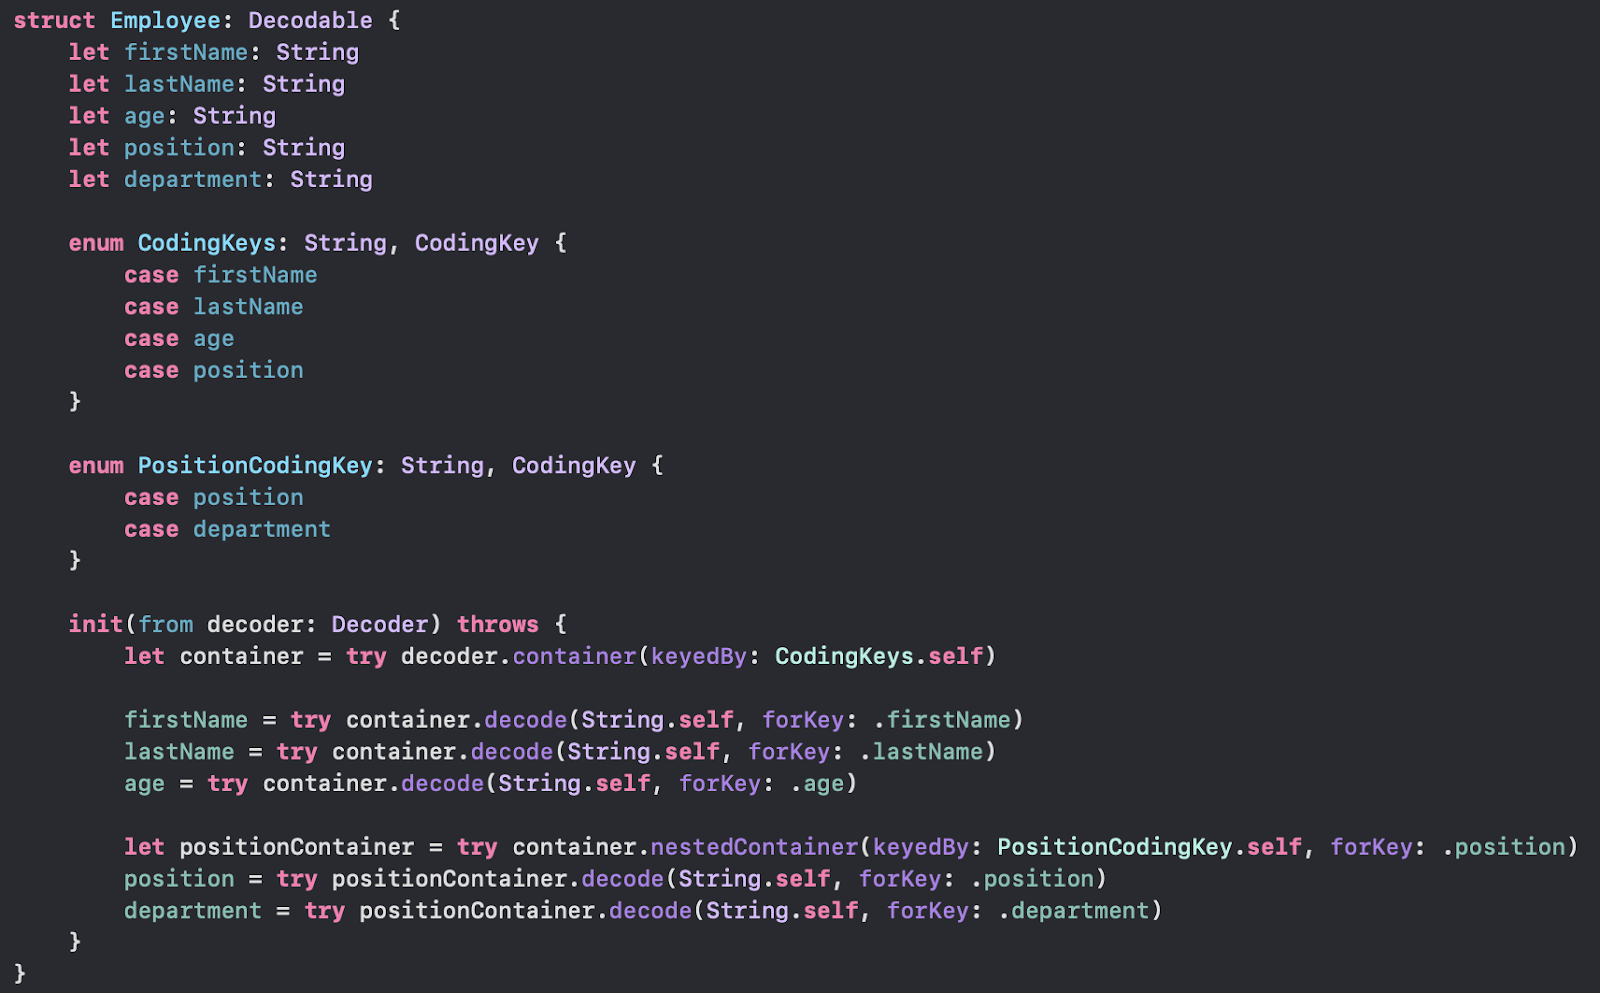 struct Employee: Decodable {
    let firstName: String
    let lastName: String
    let age: String
    let position: String
    let department: String

    enum CodingKeys: String, CodingKey {
        case firstName
        case lastName
        case age
        case position
    }

    enum PositionCodingKey: String, CodingKey {
        case position
        case department
    }

    init(from decoder: Decoder) throws {
        let container = try decoder.container(keyedBy: CodingKeys.self)

        firstName = try container.decode(String.self, forKey: .firstName)
        lastName = try container.decode(String.self, forKey: .lastName)
        age = try container.decode(String.self, forKey: .age)

        let positionContainer = try container.nestedContainer(keyedBy: PositionCodingKey.self, forKey: .position)
        position = try positionContainer.decode(String.self, forKey: .position)
        department = try positionContainer.decode(String.self, forKey: .department)
    }
}